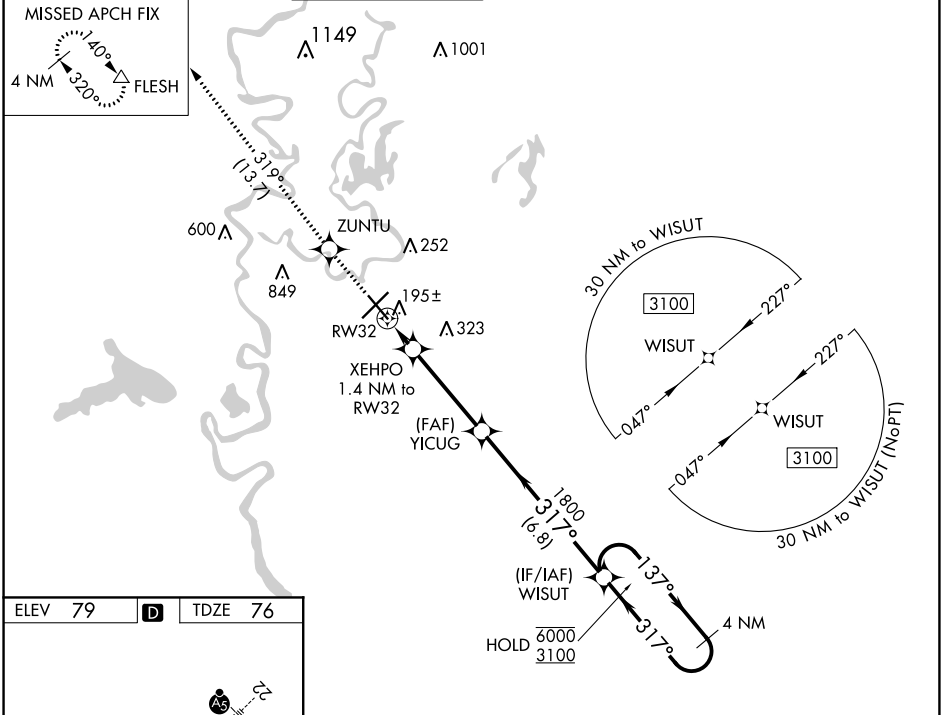 MISSED APCH FIX
140°
4 NM
320°
FLESH
1149
1001
319°
(13.7)
600
ZUNTU
252
849
195±
RW32
323
XEHPO
1.4 NM to
RW32
(FAF)
YICUG
30 NM to WISUT
3100
227°
WISUT
047°
227°
WISUT
047°
3100
30 NM to WISUT (NoPT)
1800
317°
(6.8)
(IF/IAF)
WISUT
137°
HOLD 6000
3100
317°
4 NM
ELEV 79 D TDZE 76
A5
22